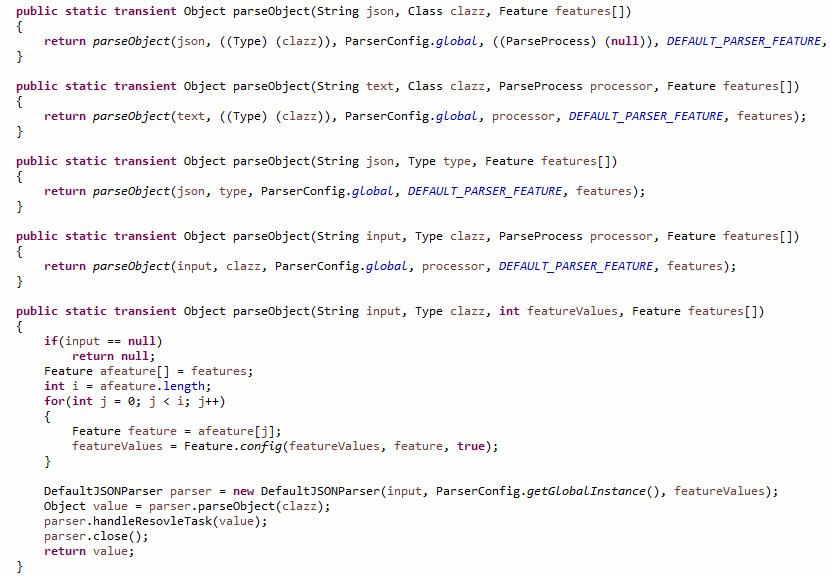 public static transient Object parseObject(String json, Class clazz, Feature features[])
{
    return parseObject(json, ((Type) (clazz)), ParserConfig.global, ((ParseProcess) (null)), DEFAULT_PARSER_FEATURE,
}

public static transient Object parseObject(String text, Class clazz, ParseProcess processor, Feature features[])
{
    return parseObject(text, ((Type) (clazz)), ParserConfig.global, processor, DEFAULT_PARSER_FEATURE, features);
}

public static transient Object parseObject(String json, Type type, Feature features[])
{
    return parseObject(json, type, ParserConfig.global, DEFAULT_PARSER_FEATURE, features);
}

public static transient Object parseObject(String input, Type clazz, ParseProcess processor, Feature features[])
{
    return parseObject(input, clazz, ParserConfig.global, processor, DEFAULT_PARSER_FEATURE, features);
}

public static transient Object parseObject(String input, Type clazz, int featureValues, Feature features[])
{
    if(input == null)
        return null;
    Feature afeature[] = features;
    int i = afeature.length;
    for(int j = 0; j < i; j++)
    {
        Feature feature = afeature[j];
        featureValues = Feature.config(featureValues, feature, true);
    }

    DefaultJSONParser parser = new DefaultJSONParser(input, ParserConfig.getGlobalInstance(), featureValues);
    Object value = parser.parseObject(clazz);
    parser.handleResovleTask(value);
    parser.close();
    return value;
}